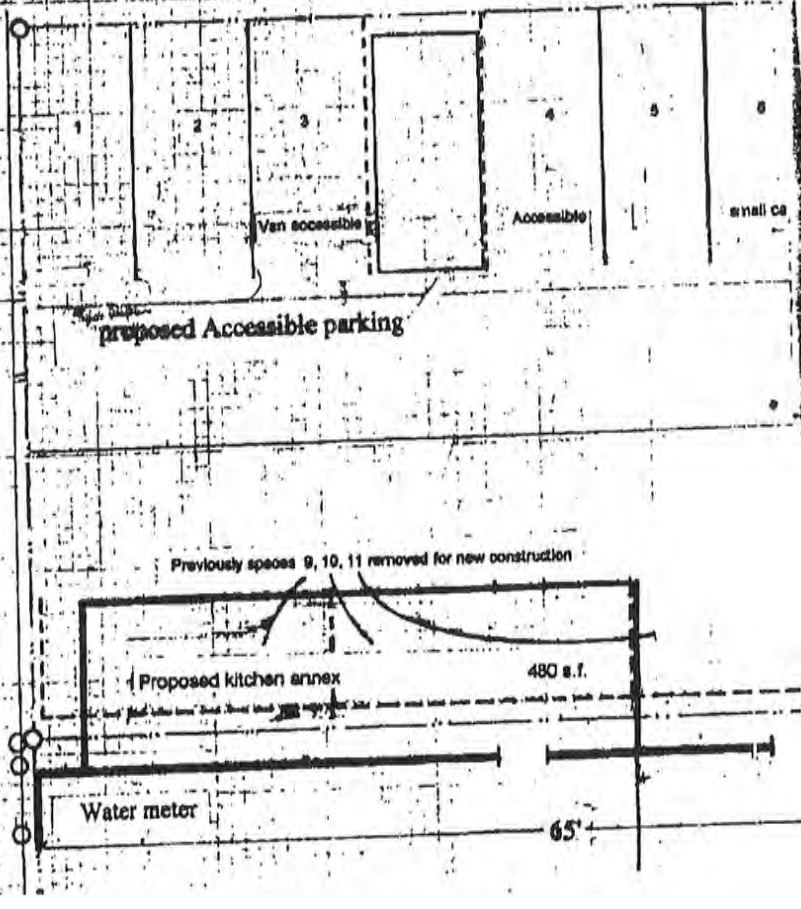 1
2
3
4
5
6
Van accessible
Accessible
small ca
proposed Accessible parking
Previously spaces 9, 10, 11 removed for new construction
Proposed kitchen annex
480 s.f.
Water meter
65'